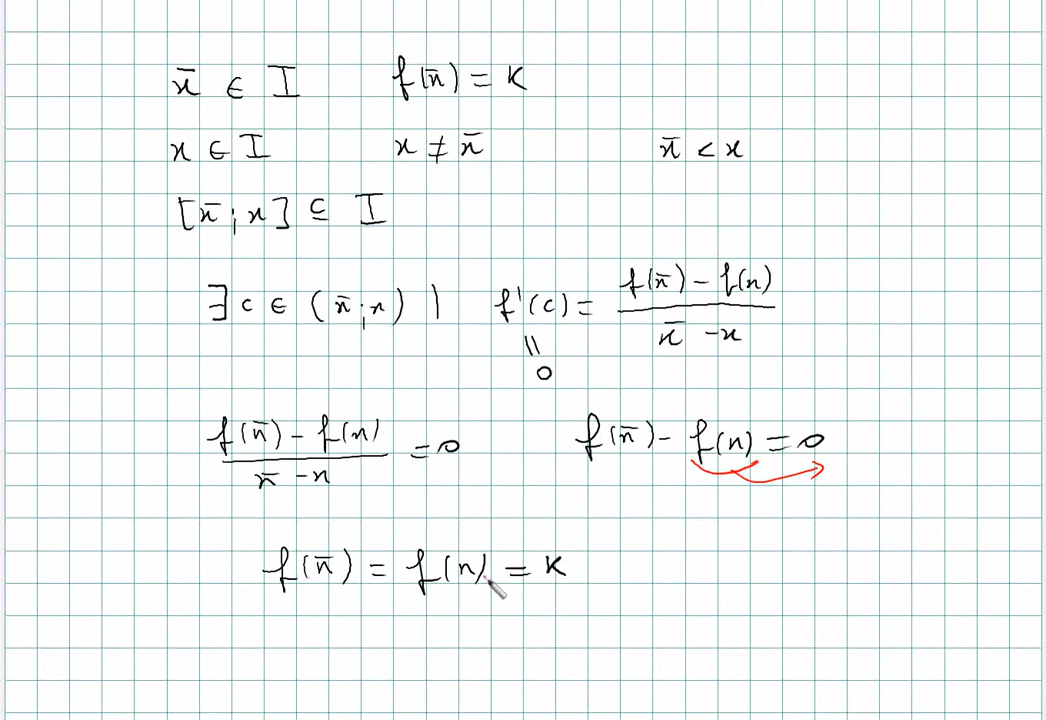 x̄ ∈ I f(x̄) = K
x ∈ I x ≠ x̄ x̄ < x
[x̄ ; x] ⊆ I
∃ c ∈ (x̄ ; x) | f'(c) = (f(x̄) - f(x)) / (x̄ - x)
||
0
(f(x̄) - f(x)) / (x̄ - x) = 0 f(x̄) - f(x) = 0
f(x̄) = f(x) = K